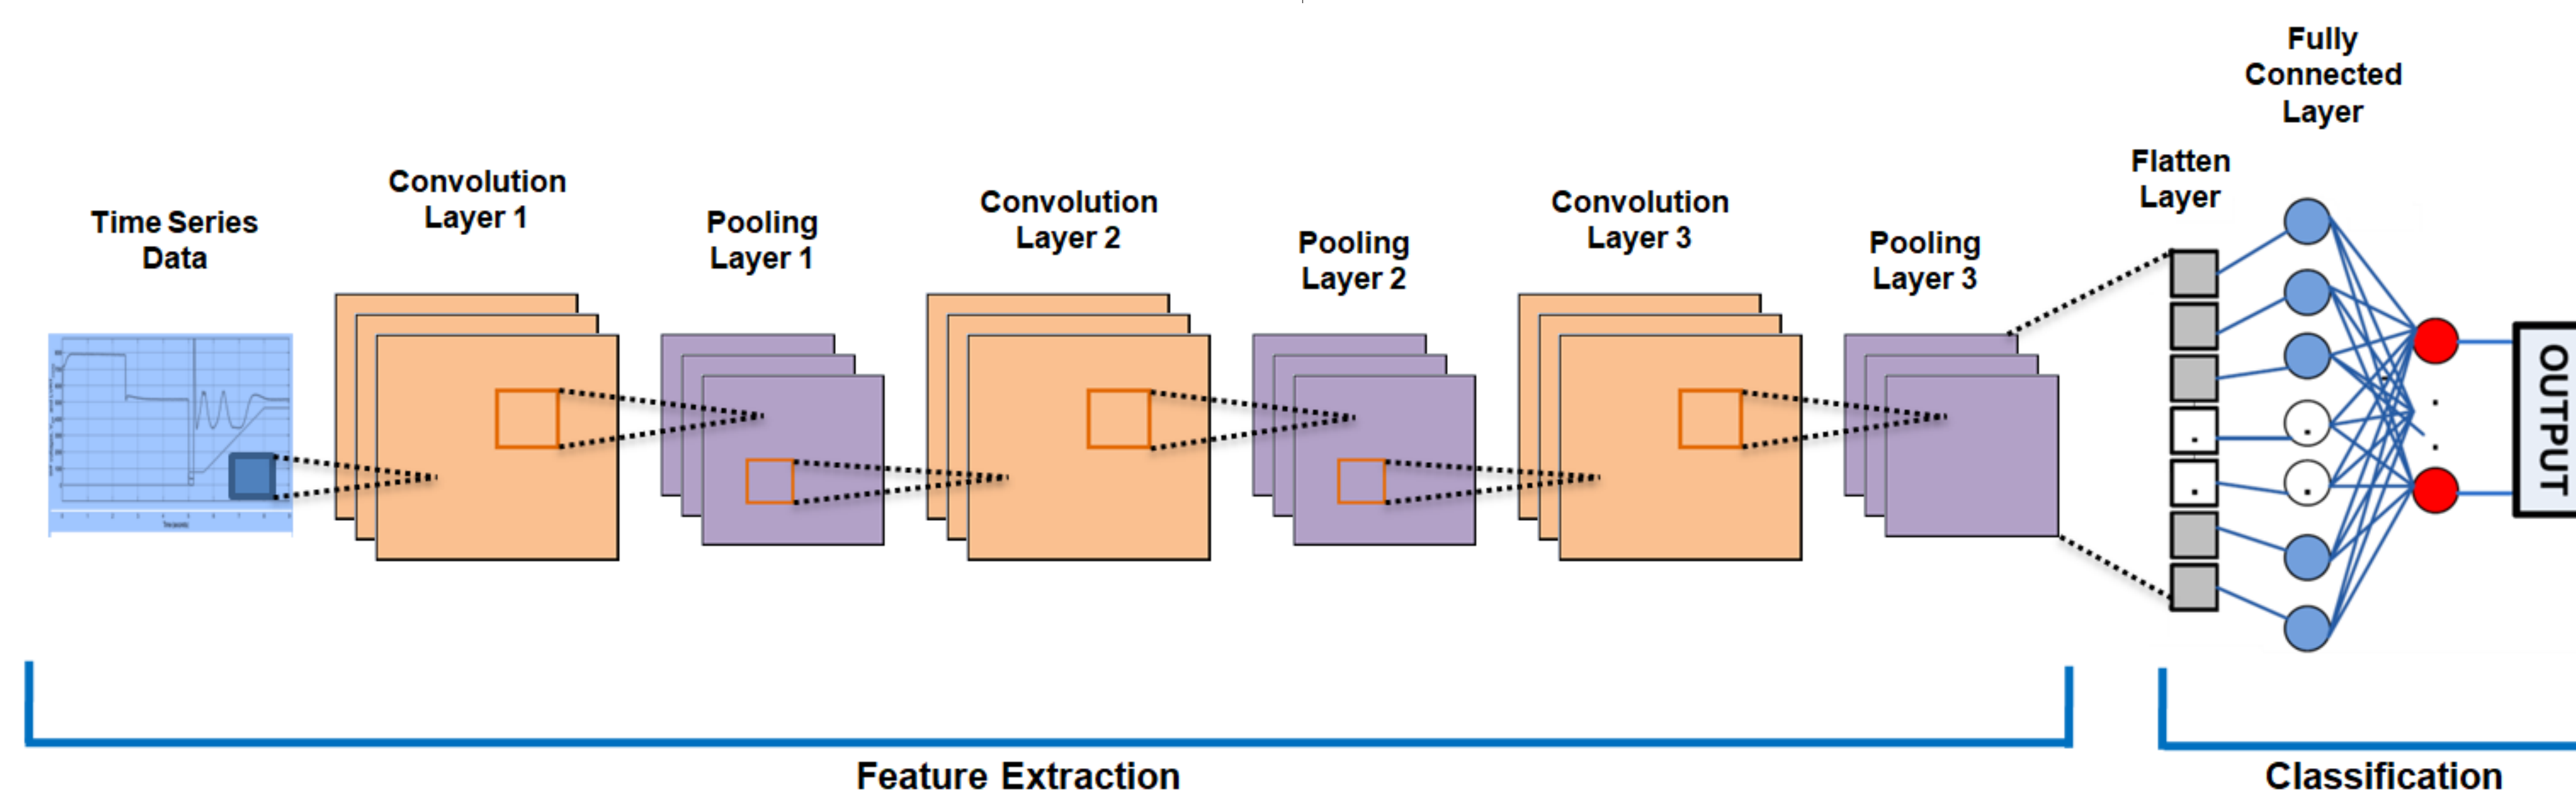 Fully
Connected
Layer
Flatten
Layer
Convolution
Layer 1
Convolution
Layer 2
Convolution
Layer 3
Time Series
Data
Pooling
Layer 1
Pooling
Layer 2
Pooling
Layer 3
OUTPUT
Feature Extraction
Classification